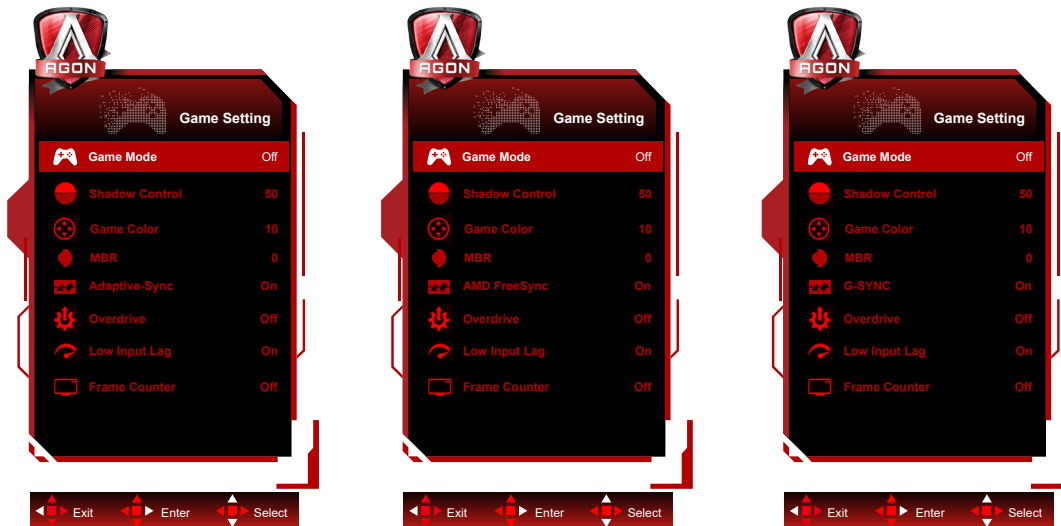 AGON
Game Setting
Game Mode Off
Shadow Control 50
Game Color 10
MBR 0
Adaptive-Sync On
Overdrive Off
Low Input Lag On
Frame Counter Off
Exit Enter Select
AGON
Game Setting
Game Mode Off
Shadow Control 50
Game Color 10
MBR 0
AMD FreeSync On
Overdrive Off
Low Input Lag On
Frame Counter Off
Exit Enter Select
AGON
Game Setting
Game Mode Off
Shadow Control 50
Game Color 10
MBR 0
G-SYNC On
Overdrive Off
Low Input Lag On
Frame Counter Off
Exit Enter Select